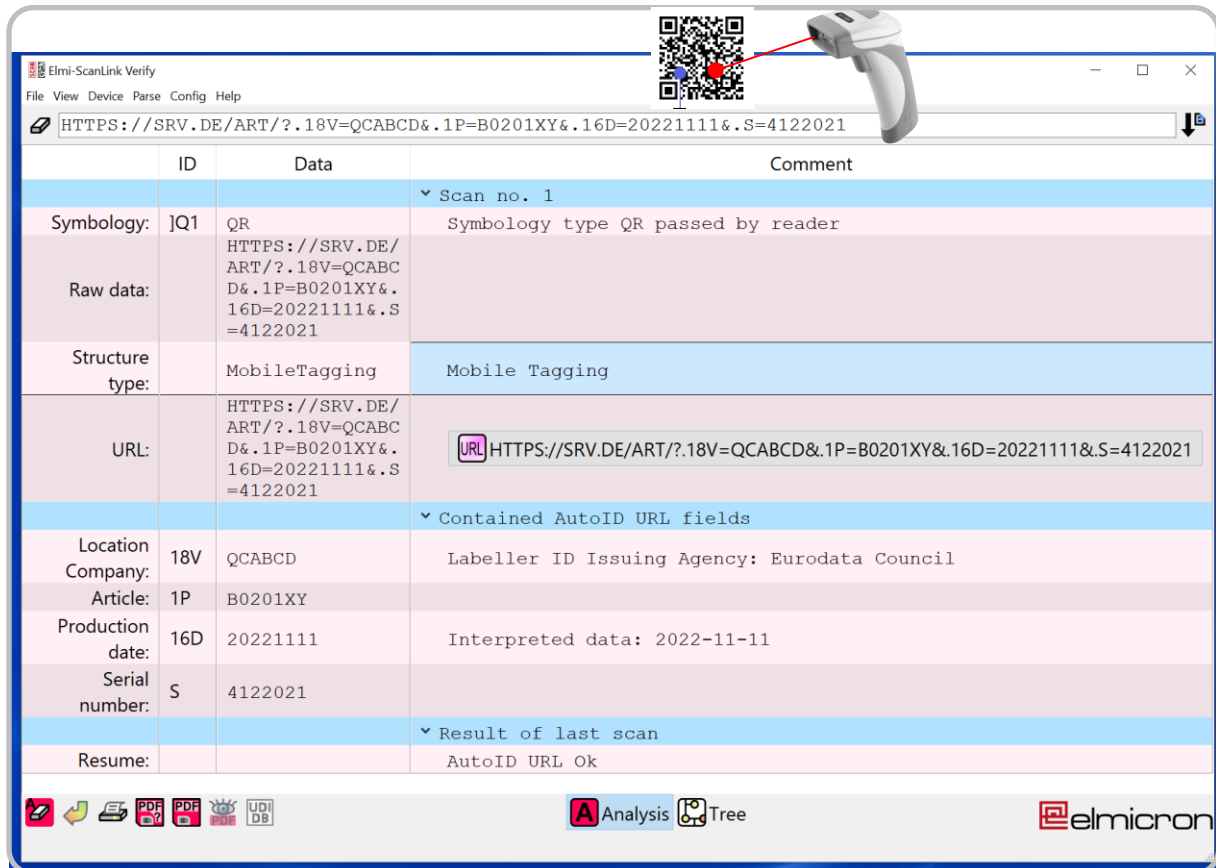 Elmi-ScanLink Verify
File View Device Parse Config Help
HTTPS://SRV.DE/ART/?.18V=QCABCD&.1P=B0201XY&.16D=20221111&.S=4122021
ID Data Comment
Scan no. 1
Symbology: ]Q1 QR Symbology type QR passed by reader
Raw data:
HTTPS://SRV.DE/
ART/?.18V=QCABC
D&.1P=B0201XY&.
16D=20221111&.S
=4122021
Structure
type:
MobileTagging Mobile Tagging
URL:
HTTPS://SRV.DE/
ART/?.18V=QCABC
D&.1P=B0201XY&.
16D=20221111&.S
=4122021
URL HTTPS://SRV.DE/ART/?.18V=QCABCD&.1P=B0201XY&.16D=20221111&.S=4122021
Contained AutoID URL fields
Location
Company:
18V QCABCD Labeller ID Issuing Agency: Eurodata Council
Article: 1P B0201XY
Production
date:
16D 20221111 Interpreted data: 2022-11-11
Serial
number:
S 4122021
Result of last scan
Resume: AutoID URL Ok
A PDF ? PDF PDF UDI
DB
A Analysis Tree
elmicron